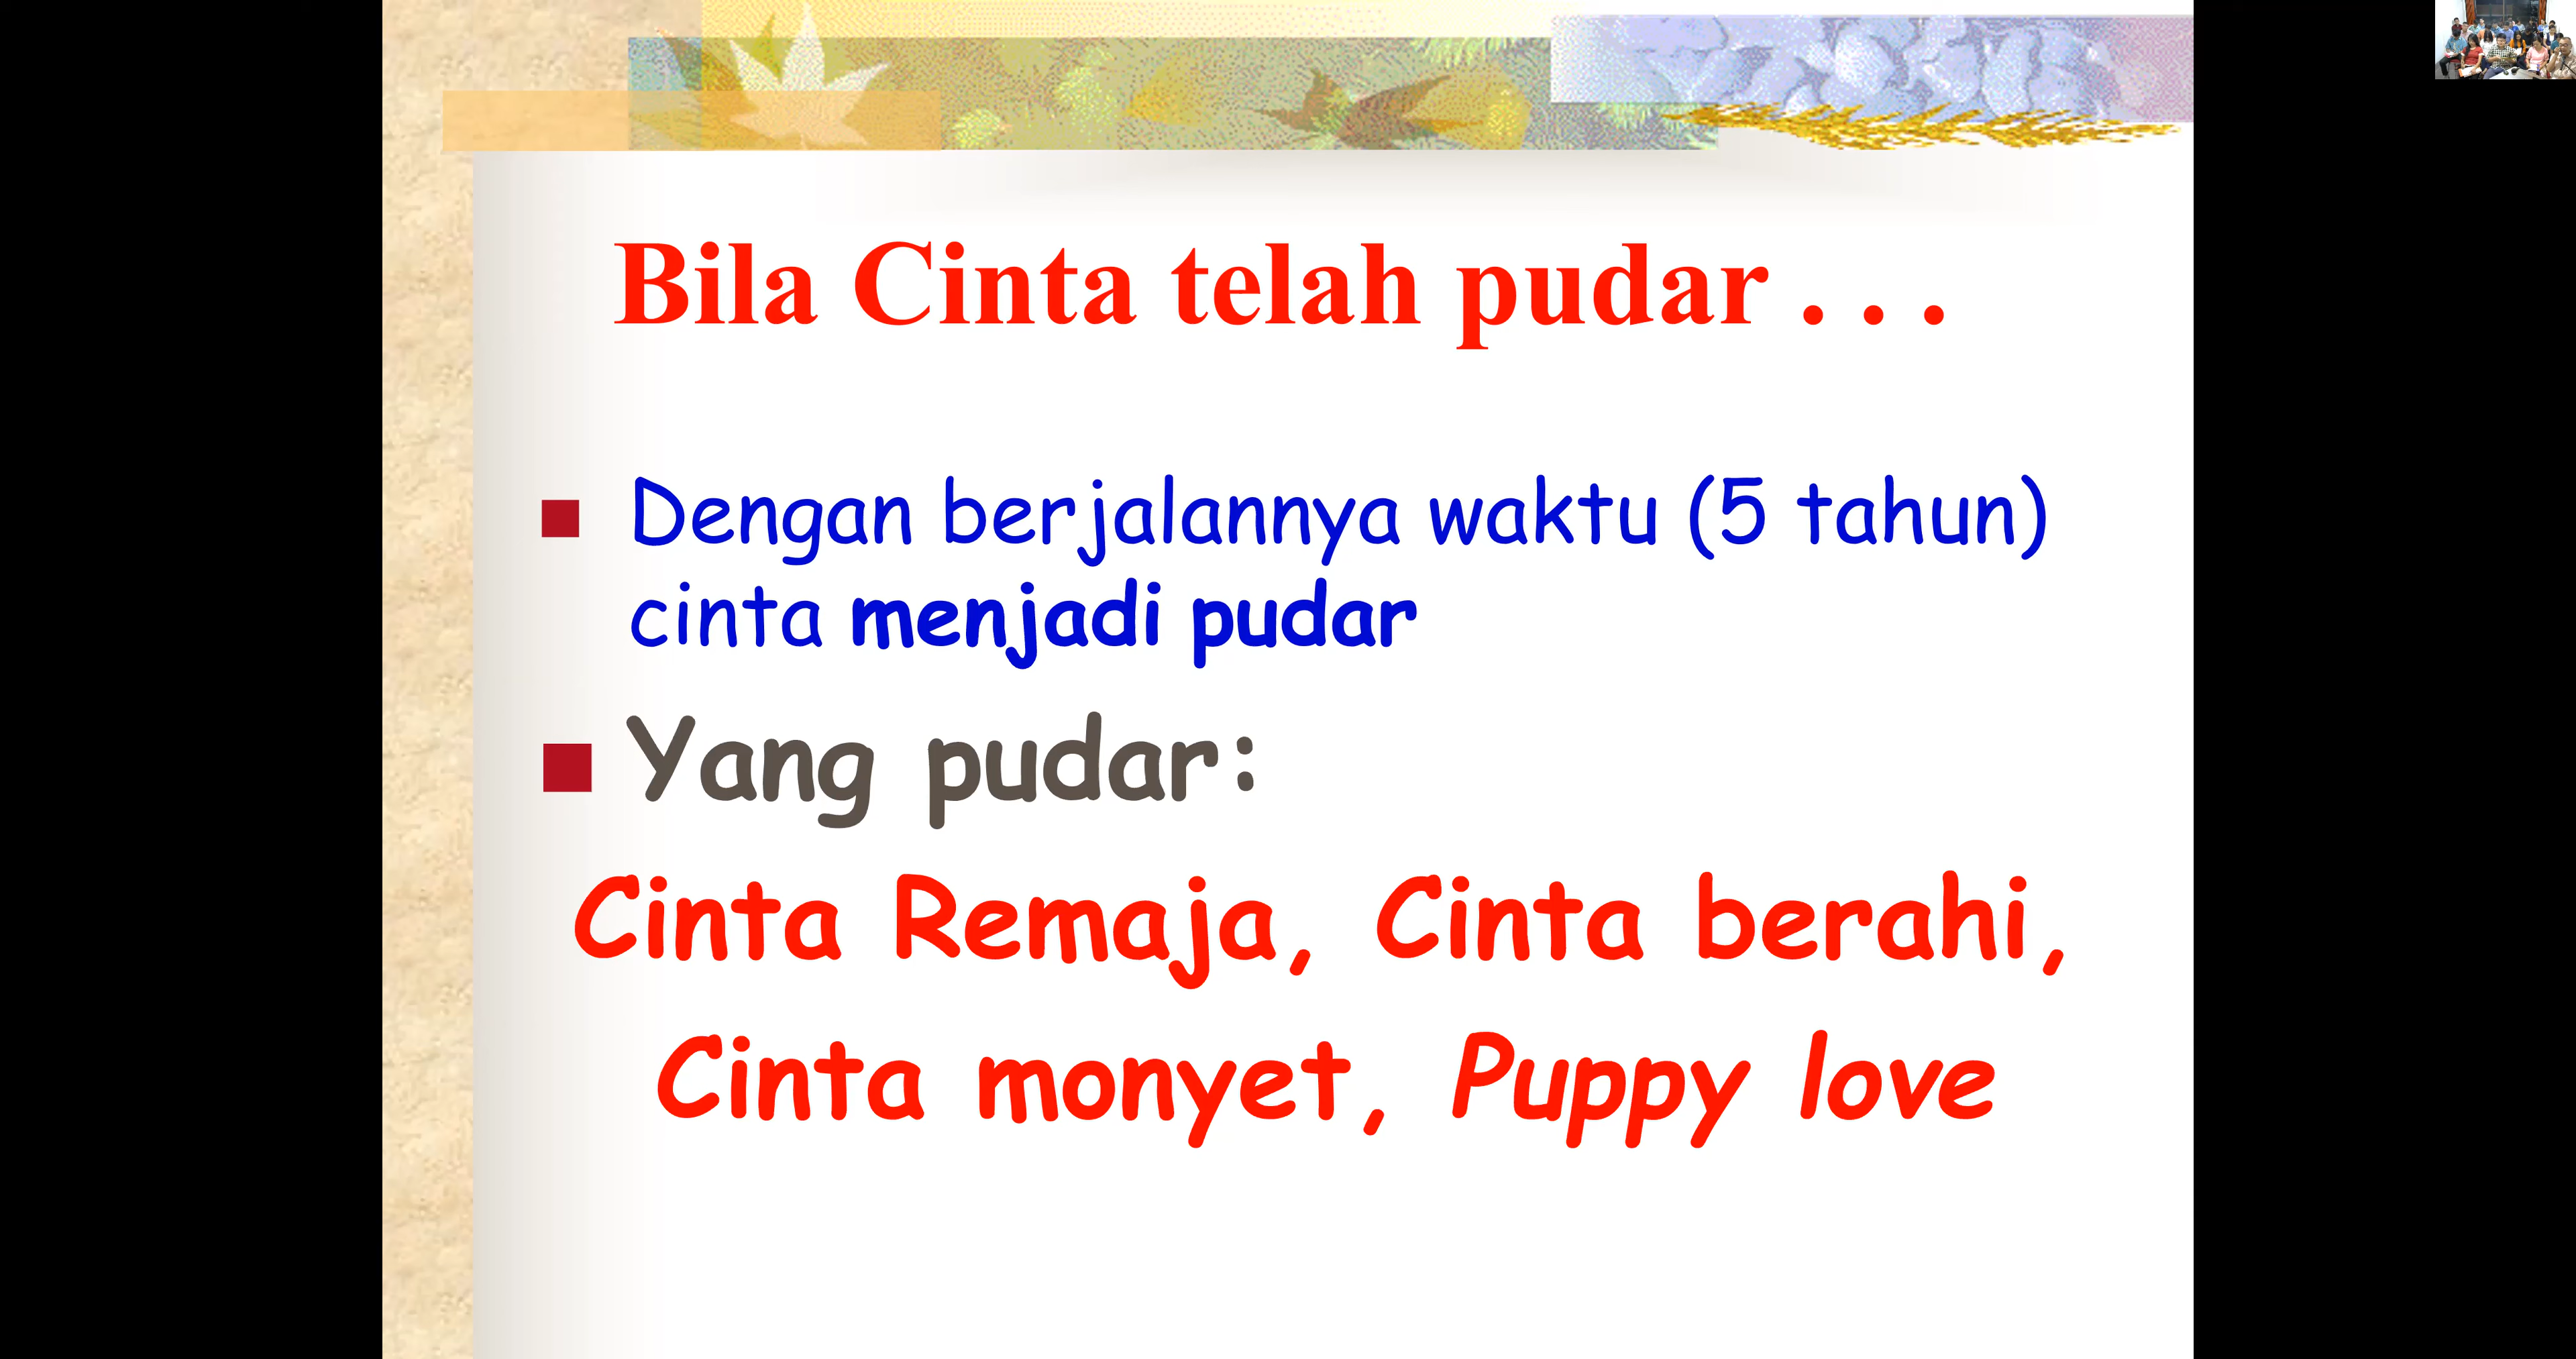 Bila Cinta telah pudar . . .
Dengan berjalannya waktu (5 tahun)
cinta menjadi pudar
Yang pudar:
Cinta Remaja, Cinta berahi,
Cinta monyet, Puppy love